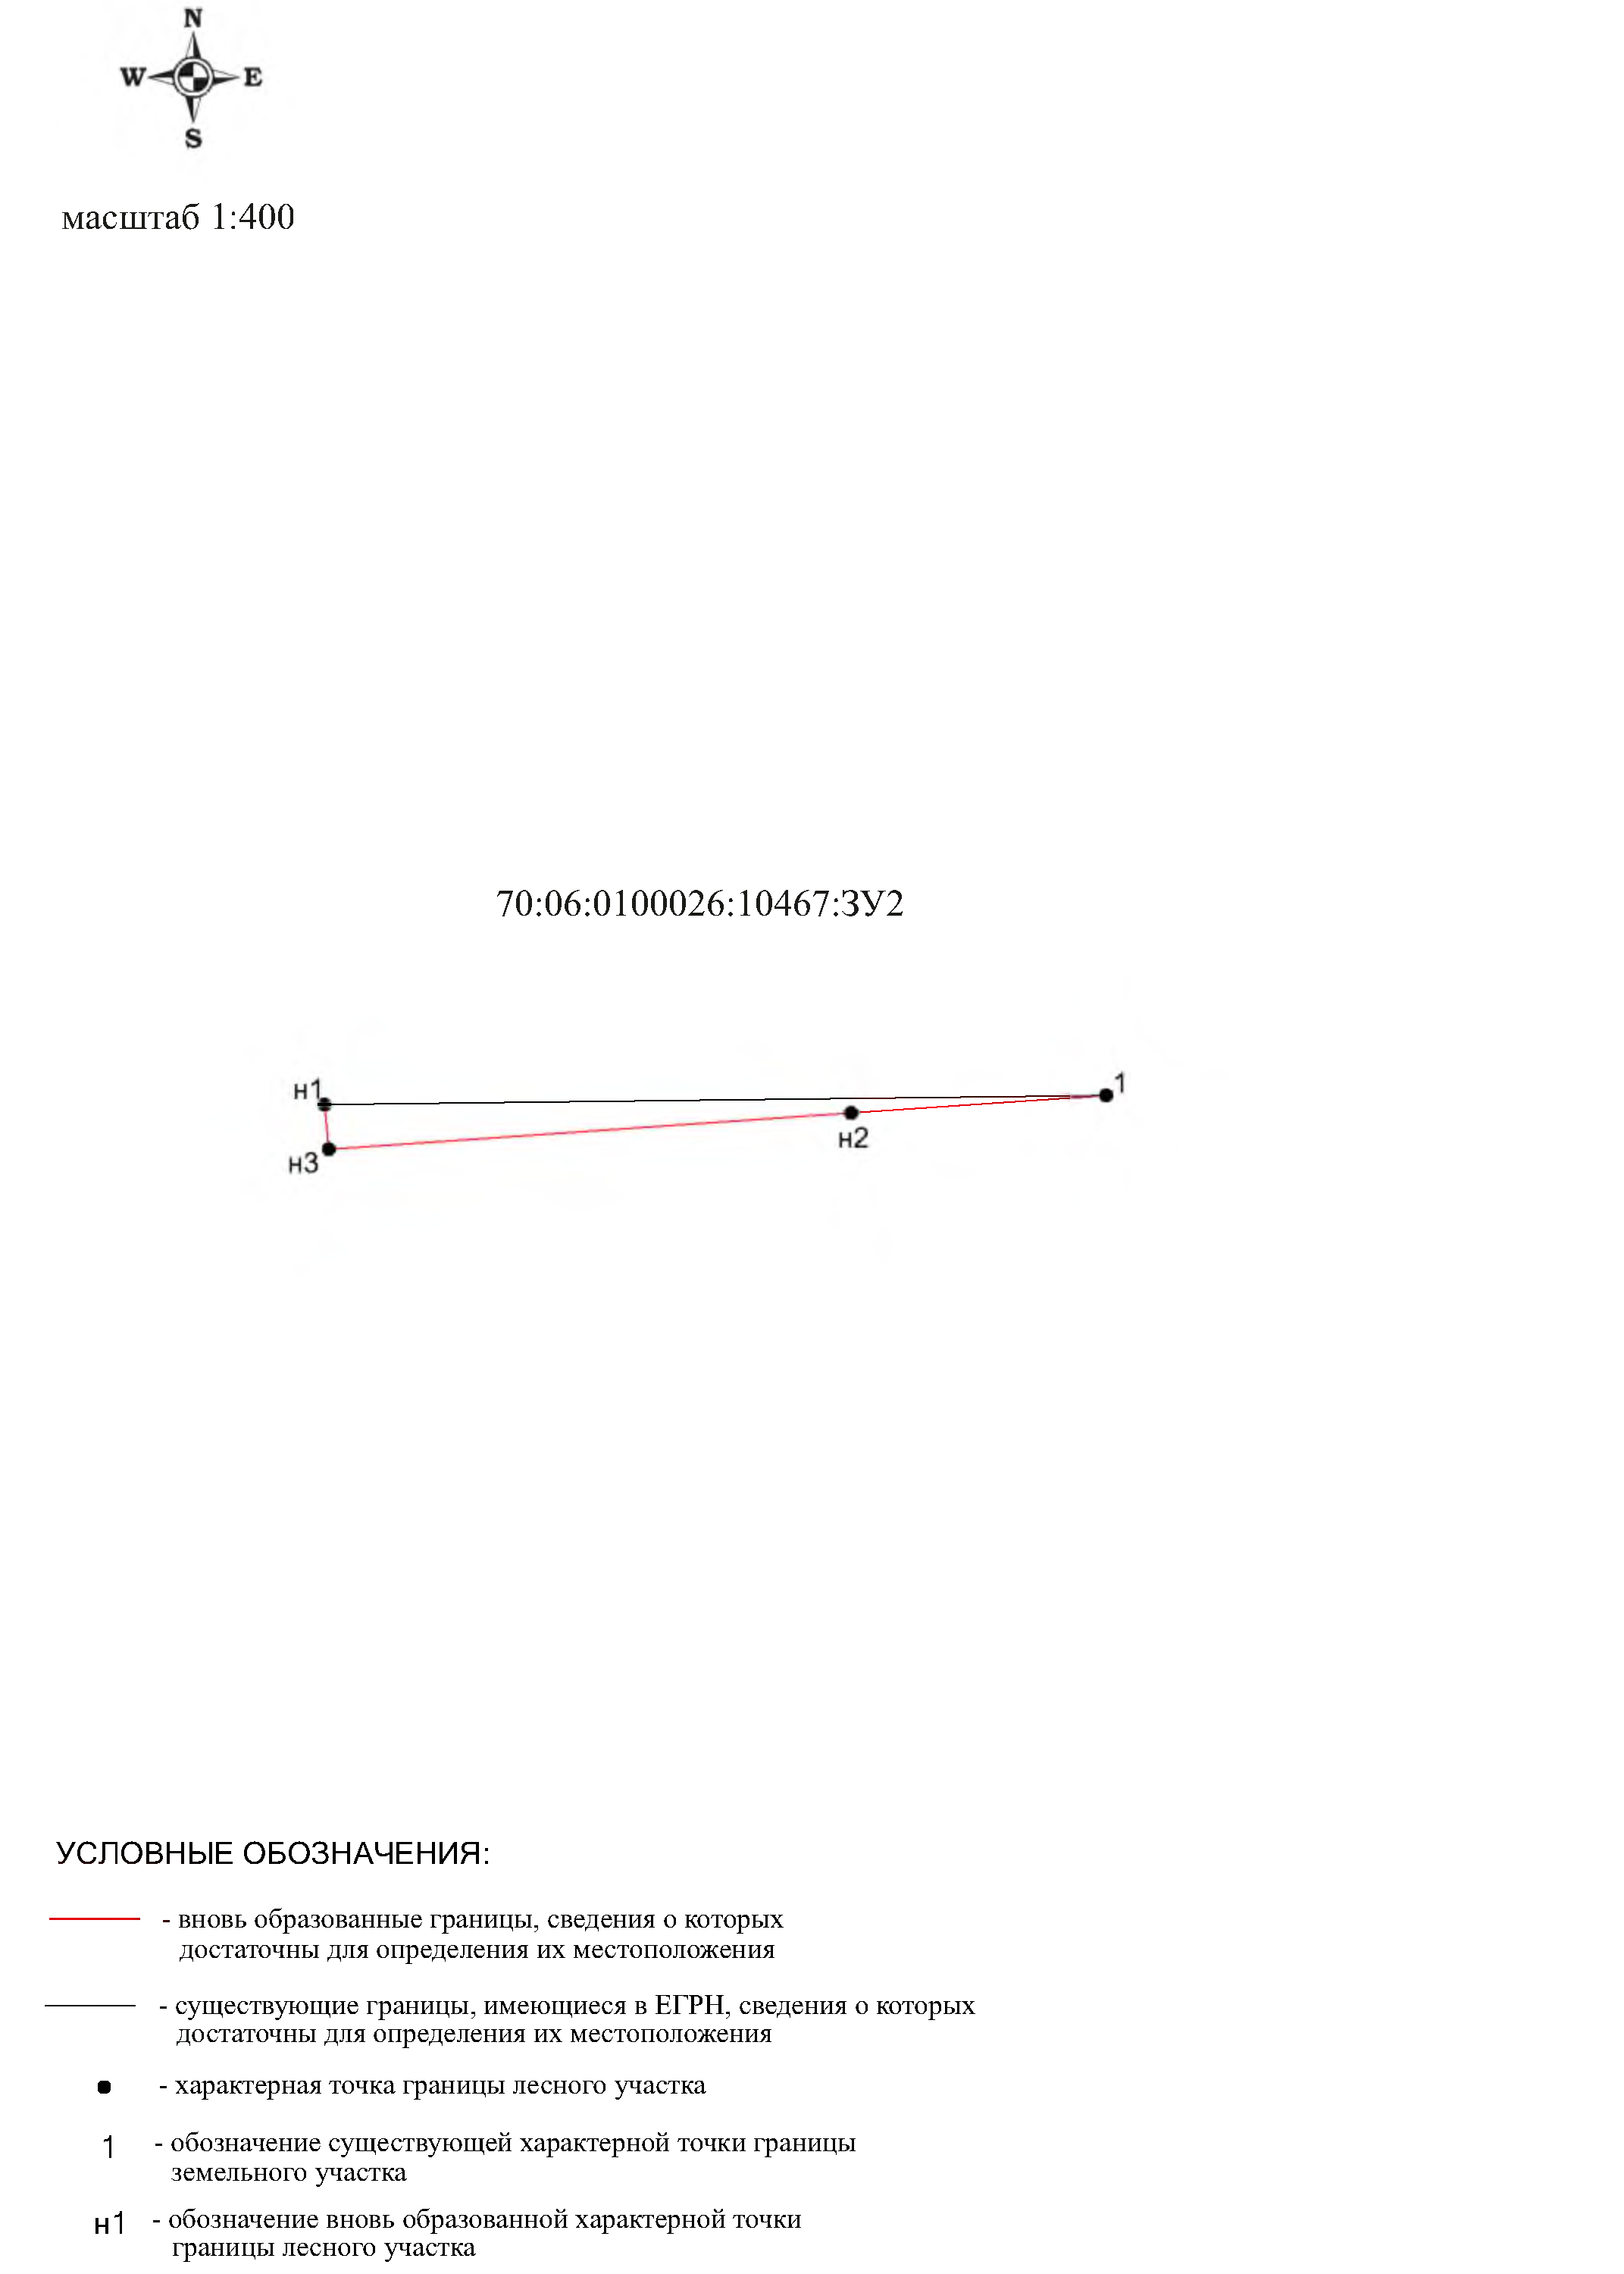 N
W E
S
масштаб 1:400
70:06:0100026:10467:ЗУ2
н1
1
н2
н3
УСЛОВНЫЕ ОБОЗНАЧЕНИЯ:
- вновь образованные границы, сведения о которых
достаточны для определения их местоположения
- существующие границы, имеющиеся в ЕГРН, сведения о которых
достаточны для определения их местоположения
- характерная точка границы лесного участка
1 - обозначение существующей характерной точки границы
земельного участка
н1 - обозначение вновь образованной характерной точки
границы лесного участка